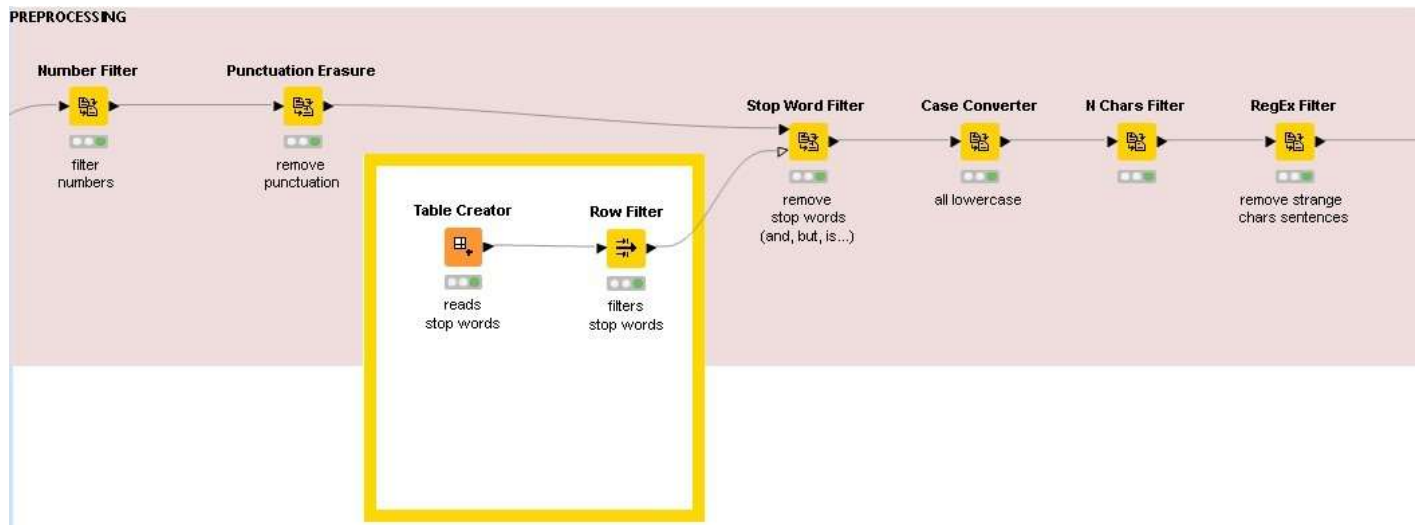 PREPROCESSING
Number Filter
filter
numbers
Punctuation Erasure
remove
punctuation
Table Creator
reads
stop words
Row Filter
filters
stop words
Stop Word Filter
remove
stop words
(and, but, is...)
Case Converter
all lowercase
N Chars Filter
RegEx Filter
remove strange
chars sentences